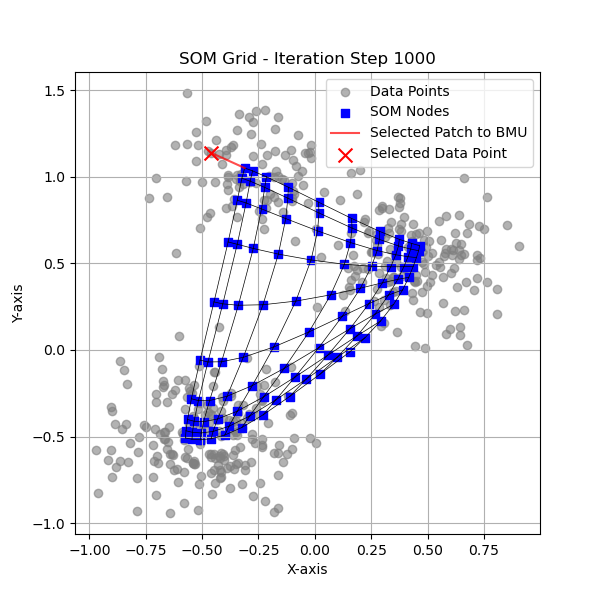 SOM Grid - Iteration Step 1000
Data Points
SOM Nodes
Selected Patch to BMU
Selected Data Point
Y-axis
1.5
1.0
0.5
0.0
−0.5
−1.0
−1.00 −0.75 −0.50 −0.25 0.00 0.25 0.50 0.75
X-axis